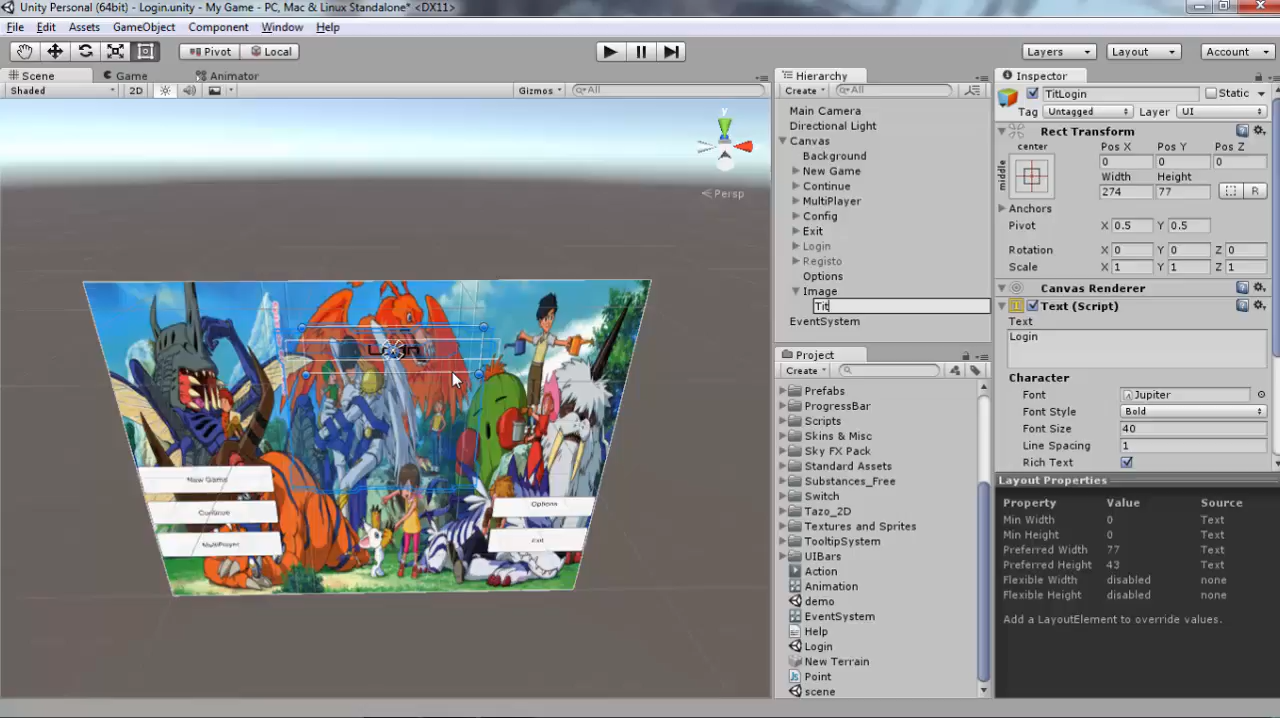 Unity Personal (64bit) - Login.unity - My Game - PC, Mac & Linux Standalone* <DX11>
File Edit Assets GameObject Component Window Help
Pivot Local Layers Layout Account
Scene Game Animator
Shaded 2D Gizmos All
y
Persp
Login
New Game
Continue
MultiPlayer
Options
Exit
Hierarchy
Create All
Main Camera
Directional Light
Canvas
Background
New Game
Continue
MultiPlayer
Config
Exit
Login
Registo
Options
Image
Tit
EventSystem
Project
Create
Prefabs
ProgressBar
Scripts
Skins & Misc
Sky FX Pack
Standard Assets
Substances_Free
Switch
Tazo_2D
Textures and Sprites
TooltipSystem
UIBars
Action
Animation
demo
EventSystem
Help
Login
New Terrain
Point
scene
Inspector
TitLogin Static
Tag Untagged Layer UI
Rect Transform
center Pos X Pos Y Pos Z
middle 0 0 0
Width Height
274 77 R
Anchors
Pivot X 0.5 Y 0.5
Rotation X 0 Y 0 Z 0
Scale X 1 Y 1 Z 1
Canvas Renderer
Text (Script)
Text
Login
Character
Font Jupiter
Font Style Bold
Font Size 40
Line Spacing 1
Rich Text
Layout Properties
Property Value Source
Min Width 0 Text
Min Height 0 Text
Preferred Width 77 Text
Preferred Height 43 Text
Flexible Width disabled none
Flexible Height disabled none
Add a LayoutElement to override values.